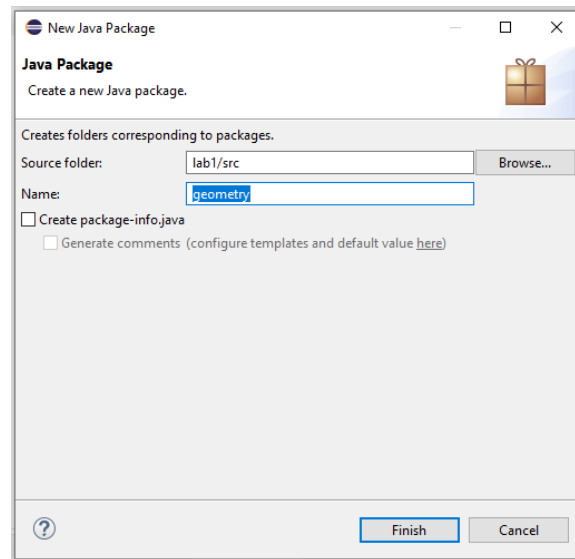 New Java Package
Java Package
Create a new Java package.
Creates folders corresponding to packages.
Source folder: lab1/src Browse...
Name: geometry
Create package-info.java
Generate comments (configure templates and default value here)
? Finish Cancel